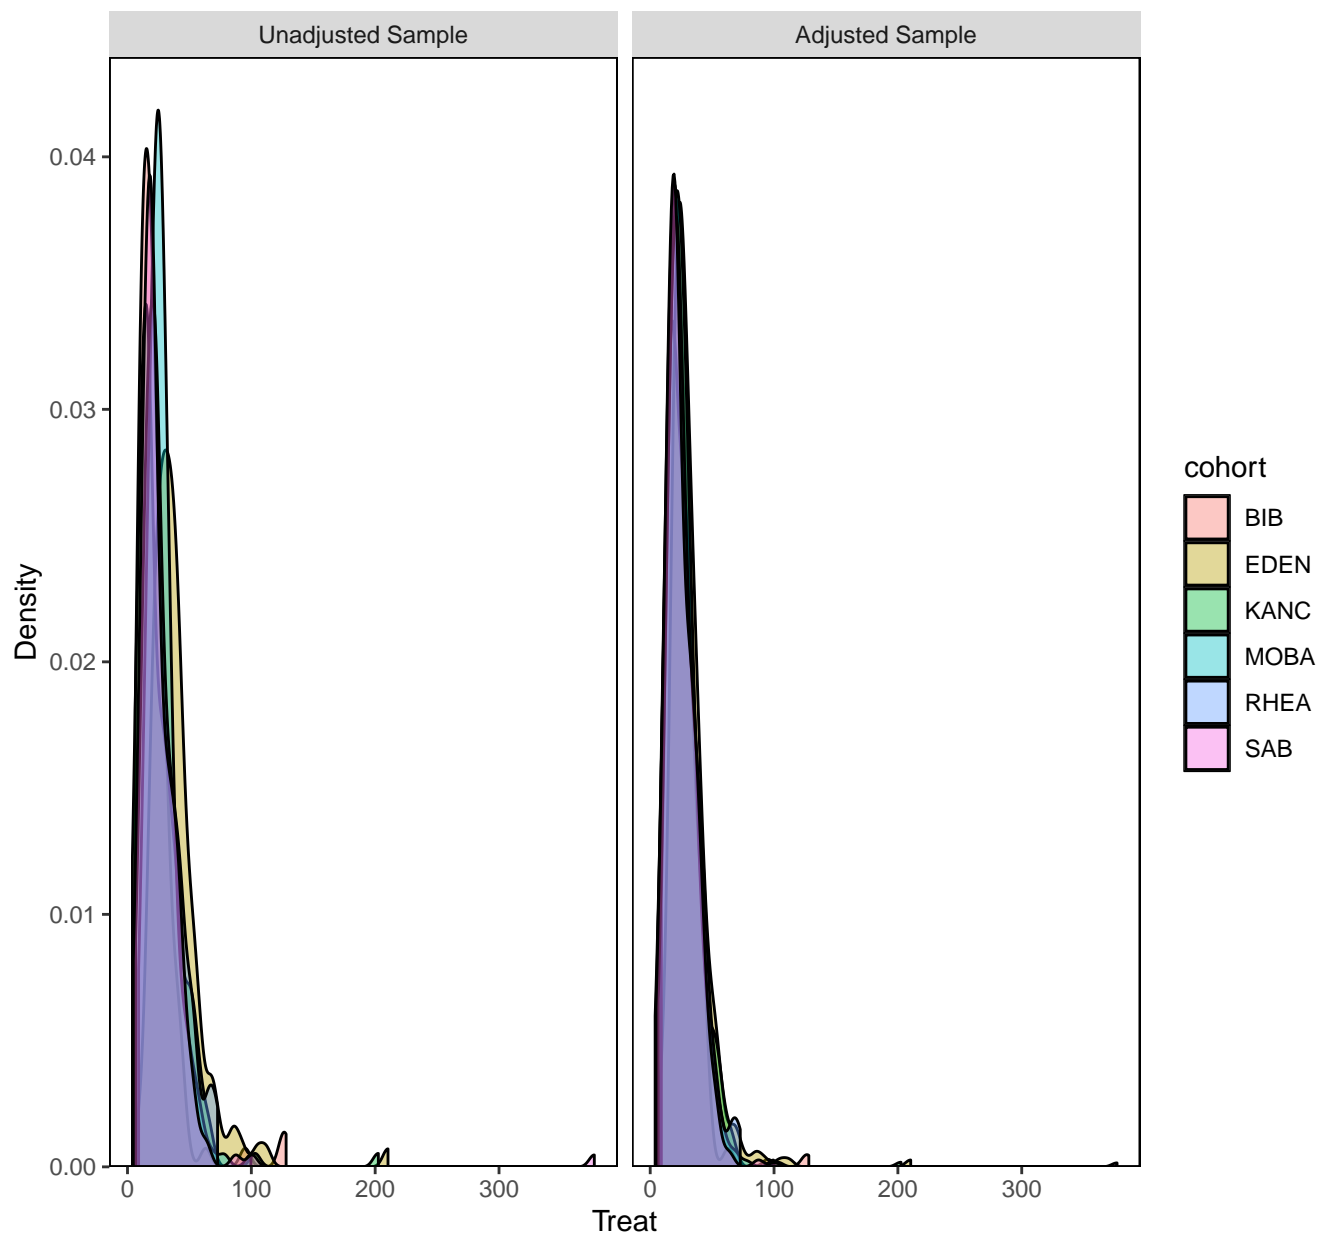 Unadjusted Sample
Adjusted Sample
Density
0.04
0.03
0.02
0.01
0.00
0 100 200 300
0 100 200 300
Treat
cohort
BIB
EDEN
KANC
MOBA
RHEA
SAB